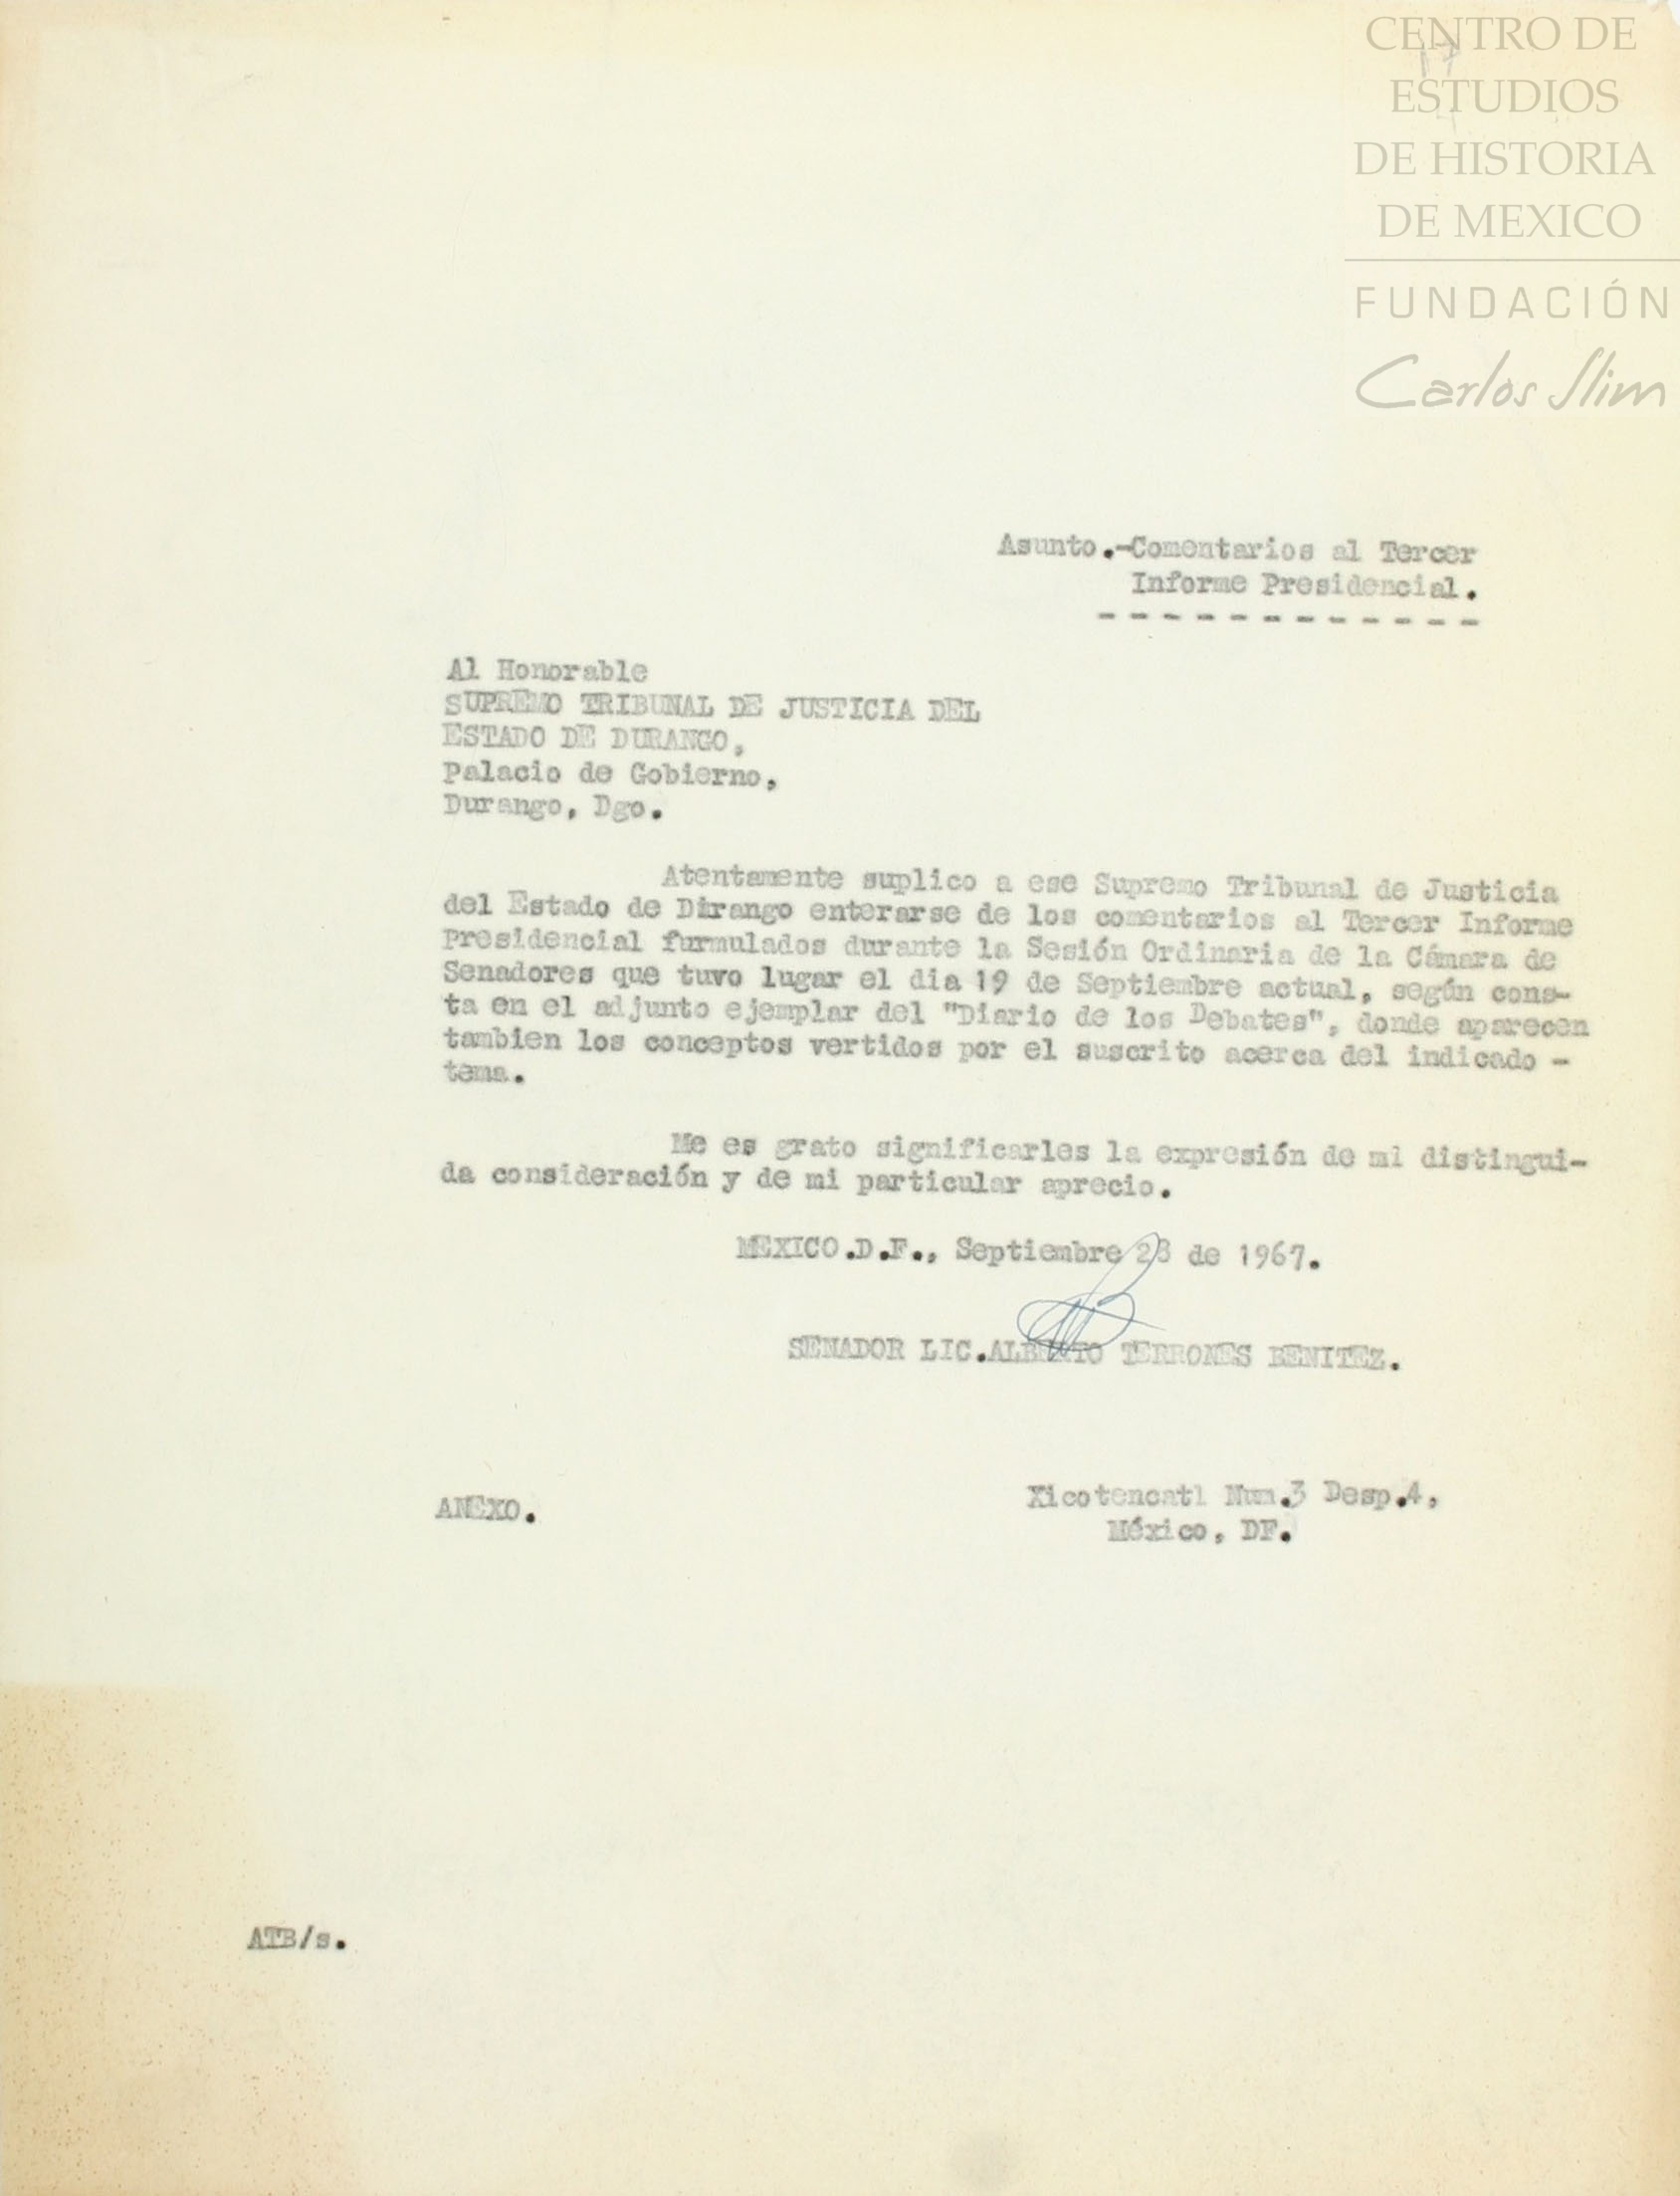 CENTRO DE
ESTUDIOS
DE HISTORIA
DE MEXICO
FUNDACIÓN
Carlos Slim
17
Asunto.-Comentarios al Tercer
Informe Presidencial.
- - - - - - - - - - - -
Al Honorable
SUPREMO TRIBUNAL DE JUSTICIA DEL
ESTADO DE DURANGO,
Palacio de Gobierno,
Durango, Dgo.
Atentamente suplico a ese Supremo Tribunal de Justicia
del Estado de Dirango enterarse de los comentarios al Tercer Informe
Presidencial furmulados durante la Sesión Ordinaria de la Cámara de
Senadores que tuvo lugar el dia 19 de Septiembre actual, según cons-
ta en el adjunto ejemplar del "Diario de los Debates", donde aparecen
tambien los conceptos vertidos por el suscrito acerca del indicado -
tema.
Me es grato significarles la expresión de mi distingui-
da consideración y de mi particular aprecio.
MEXICO.D.F., Septiembre 28 de 1967.
SENADOR LIC.ALBERTO TERRONES BENITEZ.
ANEXO.
Xicotencatl Num.3 Desp.4,
México, DF.
ATB/s.